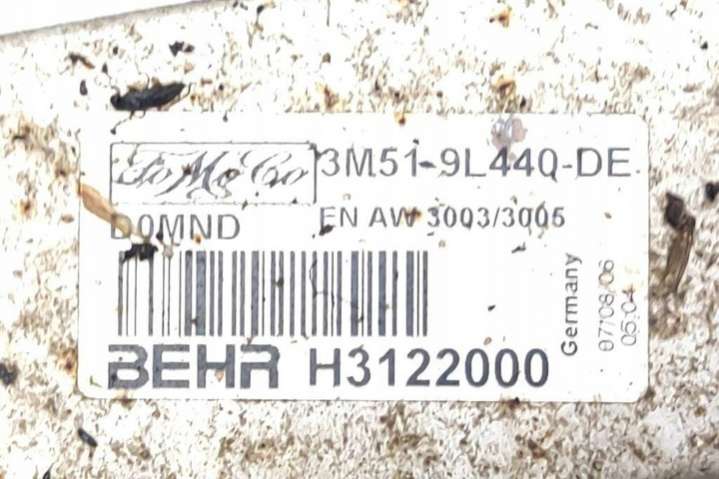 FoMoCo 3M51-9L440-DE
D0MND EN AW 3003/3005
BEHR H3122000
Germany
07/08/06
05:04